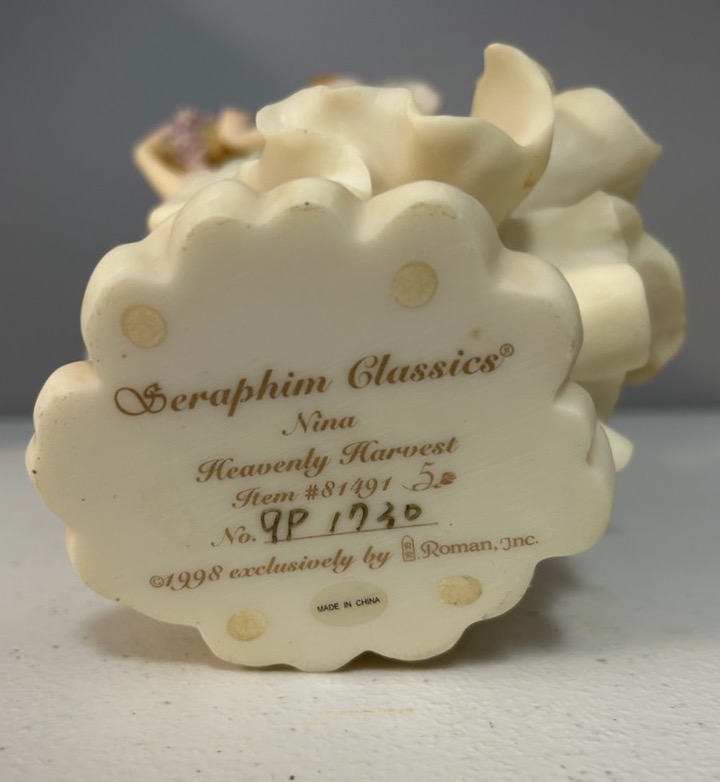 Seraphim Classics®
Nina
Heavenly Harvest
Item #81491 5
No. 9P 1730
©1998 exclusively by RR Roman, Inc.
MADE IN CHINA